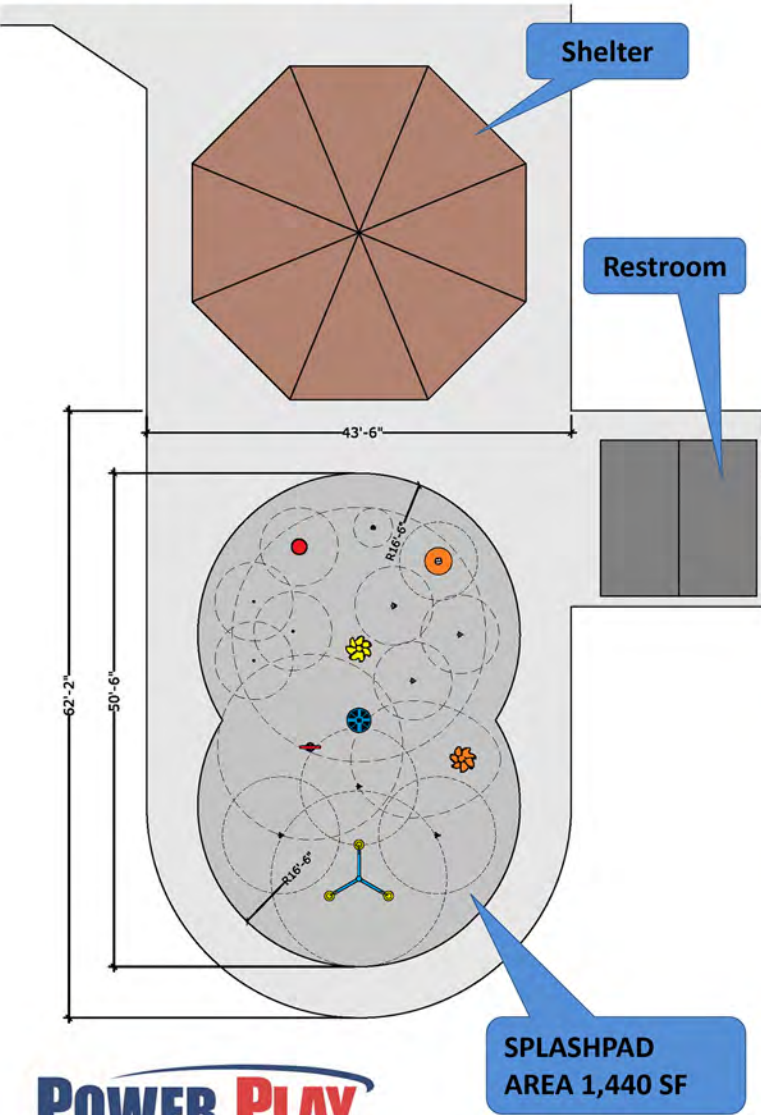 Shelter
Restroom
43'-6"
R16'-6"
62'-2"
50'-6"
R16'-6"
SPLASHPAD
AREA 1,440 SF
POWER PLAY